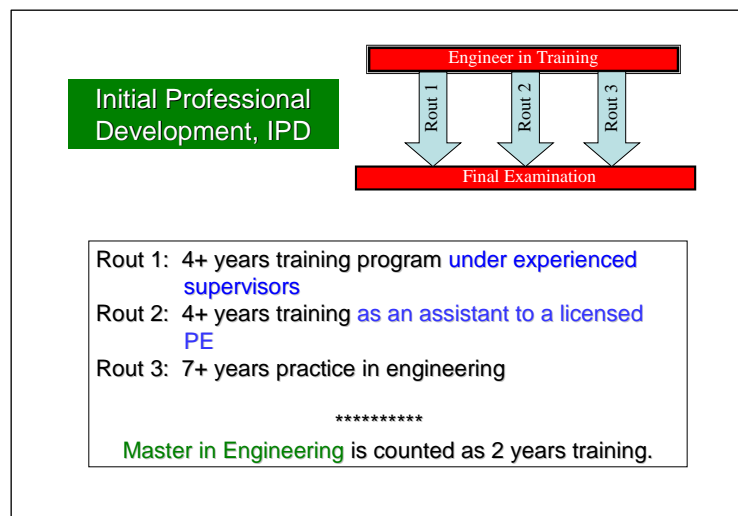 Engineer in Training
Initial Professional
Development, IPD
Rout 1
Rout 2
Rout 3
Final Examination
Rout 1: 4+ years training program under experienced
supervisors
Rout 2: 4+ years training as an assistant to a licensed
PE
Rout 3: 7+ years practice in engineering
**********
Master in Engineering is counted as 2 years training.